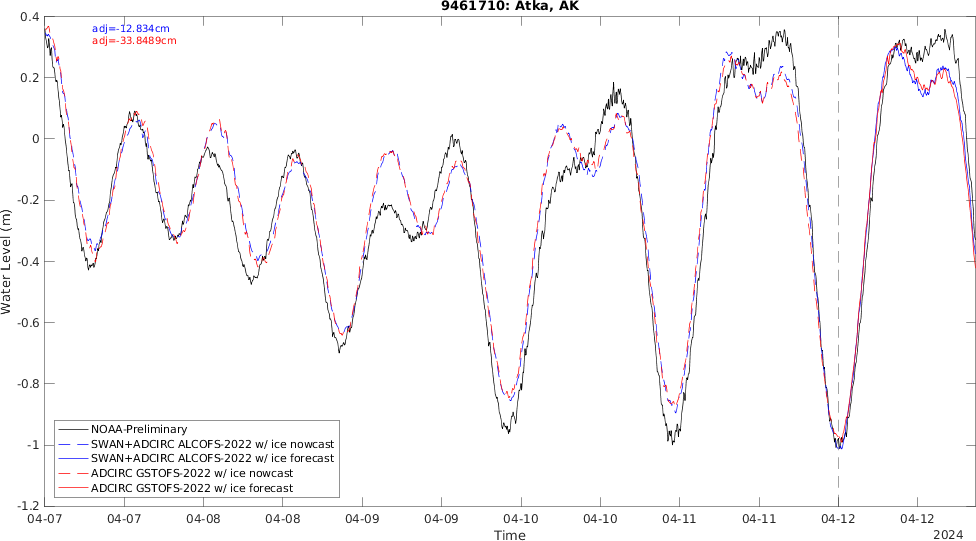 9461710: Atka, AK
adj=-12.834cm
adj=-33.8489cm
0.4
0.2
0
-0.2
-0.4
-0.6
-0.8
-1
-1.2
Water Level (m)
NOAA-Preliminary
SWAN+ADCIRC ALCOFS-2022 w/ ice nowcast
SWAN+ADCIRC ALCOFS-2022 w/ ice forecast
ADCIRC GSTOFS-2022 w/ ice nowcast
ADCIRC GSTOFS-2022 w/ ice forecast
04-07 04-07 04-08 04-08 04-09 04-09 04-10 04-10 04-11 04-11 04-12 04-12
Time
2024